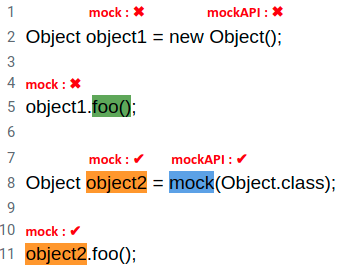 1 mock : ✖ mockAPI : ✖
2 Object object1 = new Object();
3
4 mock : ✖
5 object1.foo();
6
7 mock : ✔ mockAPI : ✔
8 Object object2 = mock(Object.class);
9
10 mock : ✔
11 object2.foo();